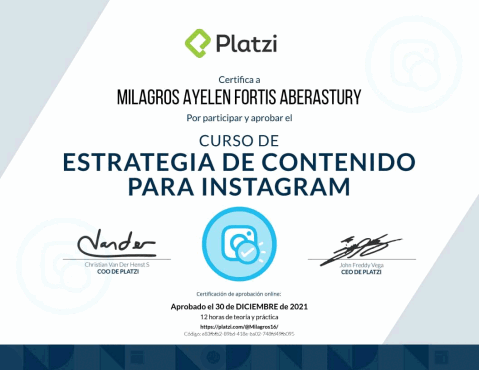 Platzi
Certifica a
MILAGROS AYELEN FORTIS ABERASTURY
Por participar y aprobar el
CURSO DE
ESTRATEGIA DE CONTENIDO
PARA INSTAGRAM
Christian Van Der Henst S
COO DE PLATZI
John Freddy Vega
CEO DE PLATZI
Certificación de aprobación online:
Aprobado el 30 de DICIEMBRE de 2021
12 horas de teoría y práctica
https://platzi.com/@Milagros16/
Código: